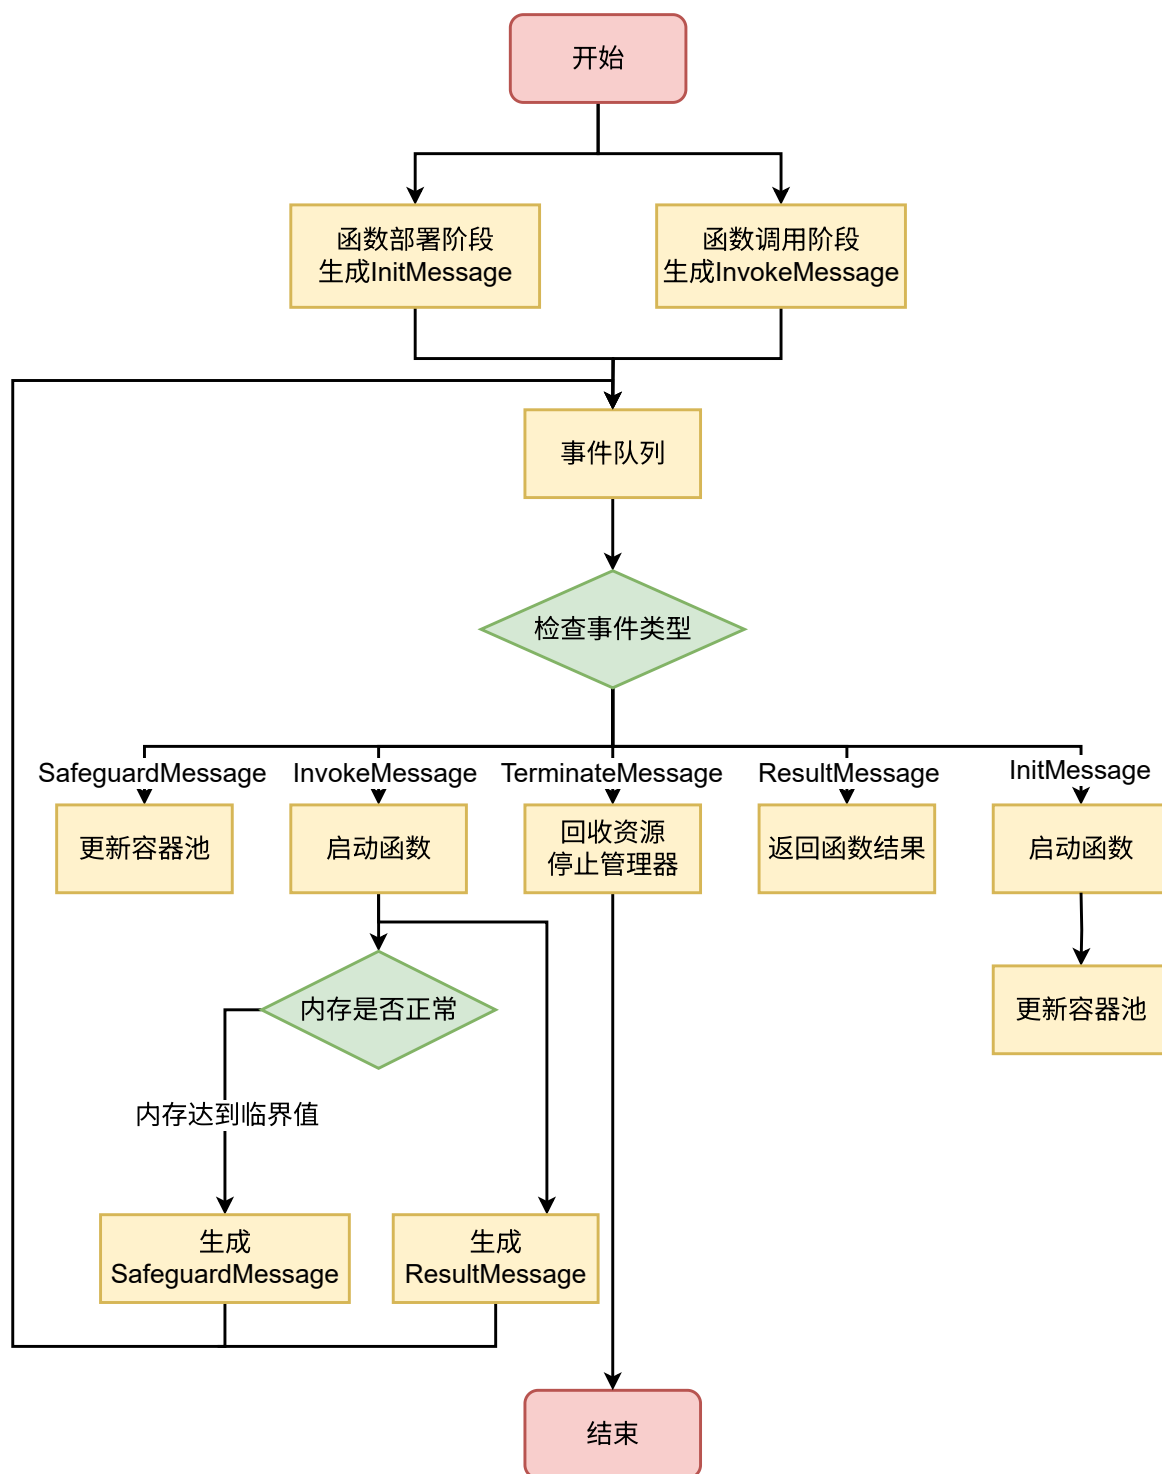 开始
函数部署阶段
生成InitMessage
函数调用阶段
生成InvokeMessage
事件队列
检查事件类型
SafeguardMessage
InvokeMessage
TerminateMessage
ResultMessage
InitMessage
更新容器池
启动函数
回收资源
停止管理器
返回函数结果
启动函数
内存是否正常
更新容器池
内存达到临界值
生成
SafeguardMessage
生成
ResultMessage
结束